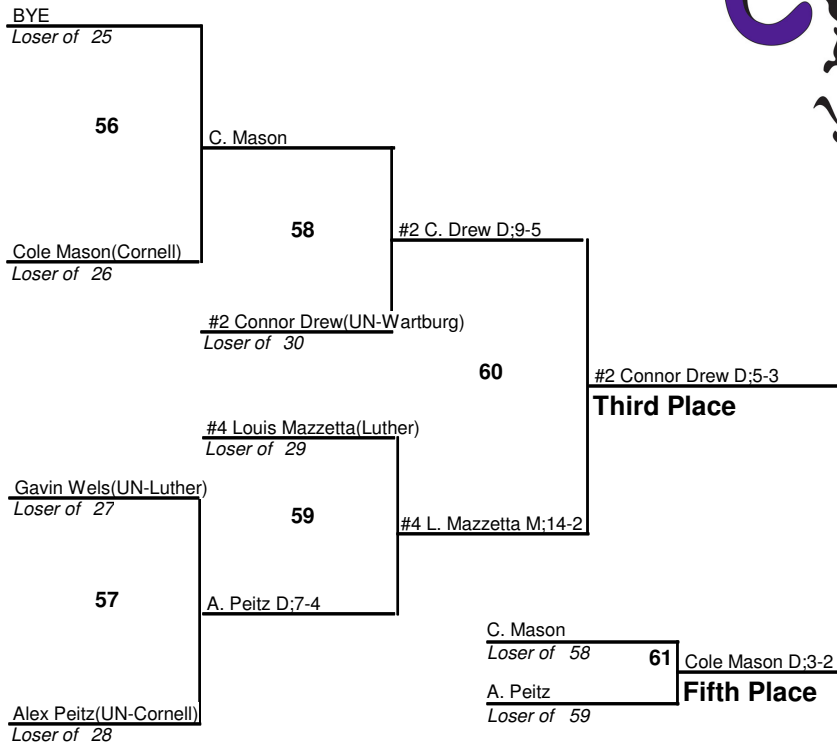 BYE
Loser of 25
56
C. Mason
58
#2 C. Drew D;9-5
Cole Mason(Cornell)
Loser of 26
#2 Connor Drew(UN-Wartburg)
Loser of 30
60
#2 Connor Drew D;5-3
Third Place
#4 Louis Mazzetta(Luther)
Loser of 29
Gavin Wels(UN-Luther)
Loser of 27
59
#4 L. Mazzetta M;14-2
57
A. Peitz D;7-4
C. Mason
Loser of 58
61
Cole Mason D;3-2
Fifth Place
A. Peitz
Loser of 59
Alex Peitz(UN-Cornell)
Loser of 28